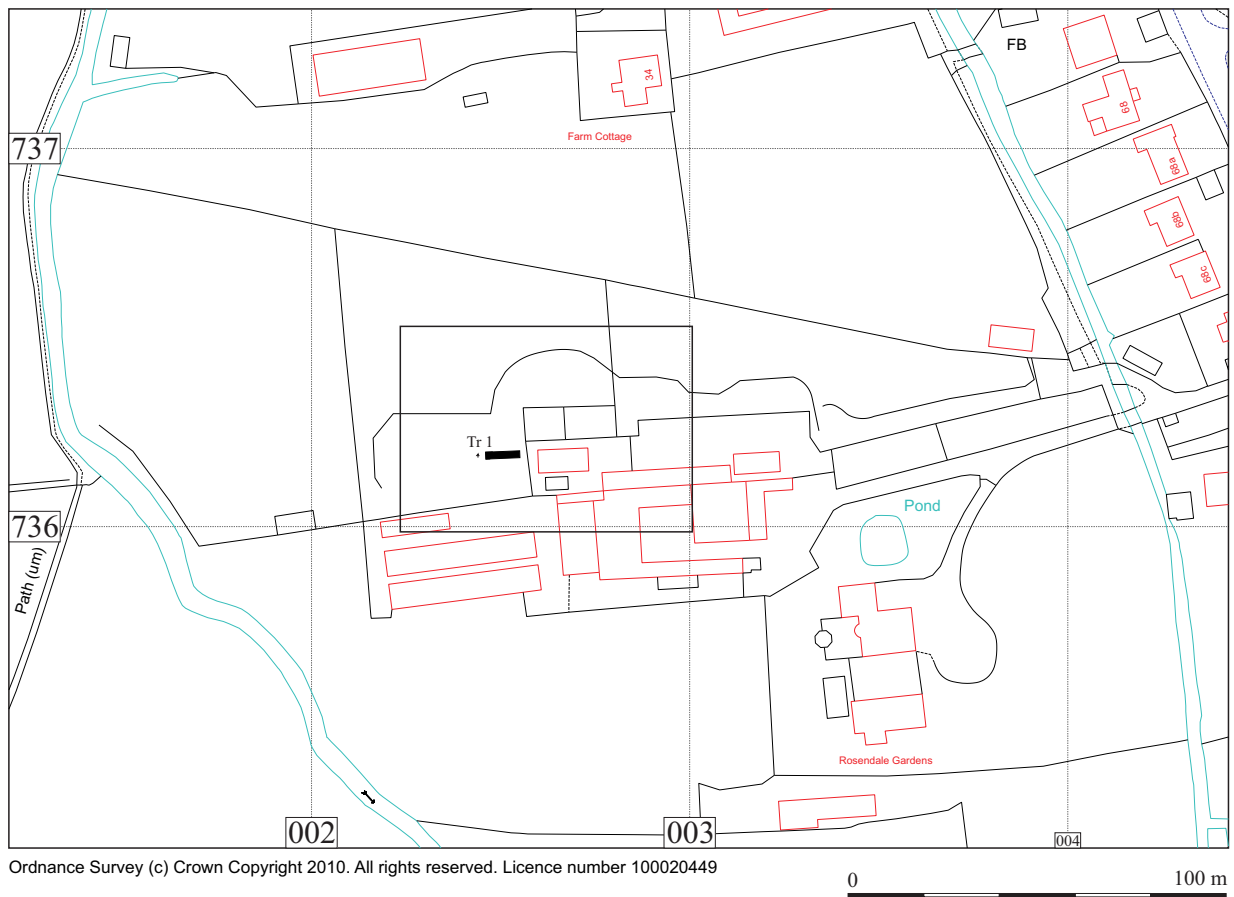 FB
34
68
Farm Cottage
737
68a
68b
68c
Tr 1
Pond
736
Path (um)
Rosendale Gardens
002
003
004
Ordnance Survey (c) Crown Copyright 2010. All rights reserved. Licence number 100020449
0 100 m